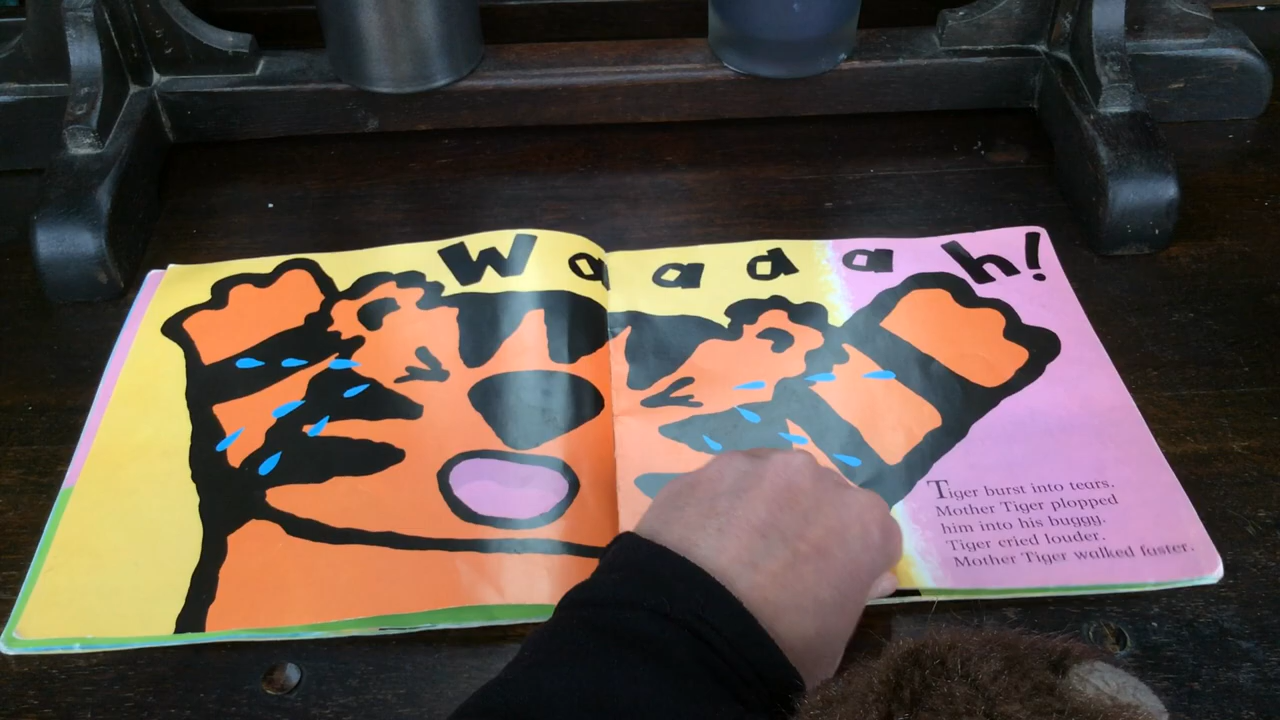 Waaaah!
Tiger burst into tears.
Mother Tiger plopped
him into his buggy.
Tiger cried louder.
Mother Tiger walked faster.